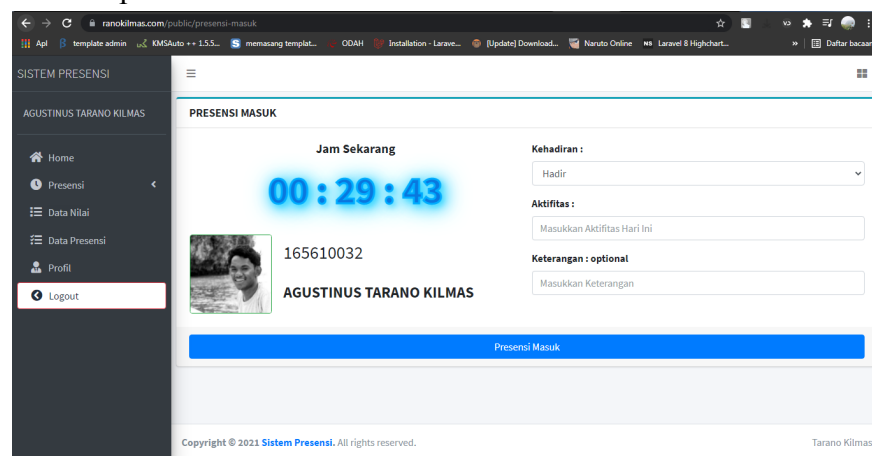 ranokilmas.com/public/presensi-masuk
Apl template admin KMSAuto ++ 1.5.5... memasang templat... ODAH Installation - Larave... [Update] Download... Naruto Online NS Laravel 8 Highchart... » Daftar bacaan
SISTEM PRESENSI
AGUSTINUS TARANO KILMAS
Home
Presensi
Data Nilai
Data Presensi
Profil
Logout
PRESENSI MASUK
Jam Sekarang
00 : 29 : 43
165610032
AGUSTINUS TARANO KILMAS
Kehadiran :
Hadir
Aktifitas :
Masukkan Aktifitas Hari Ini
Keterangan : optional
Masukkan Keterangan
Presensi Masuk
Copyright © 2021 Sistem Presensi. All rights reserved.
Tarano Kilmas